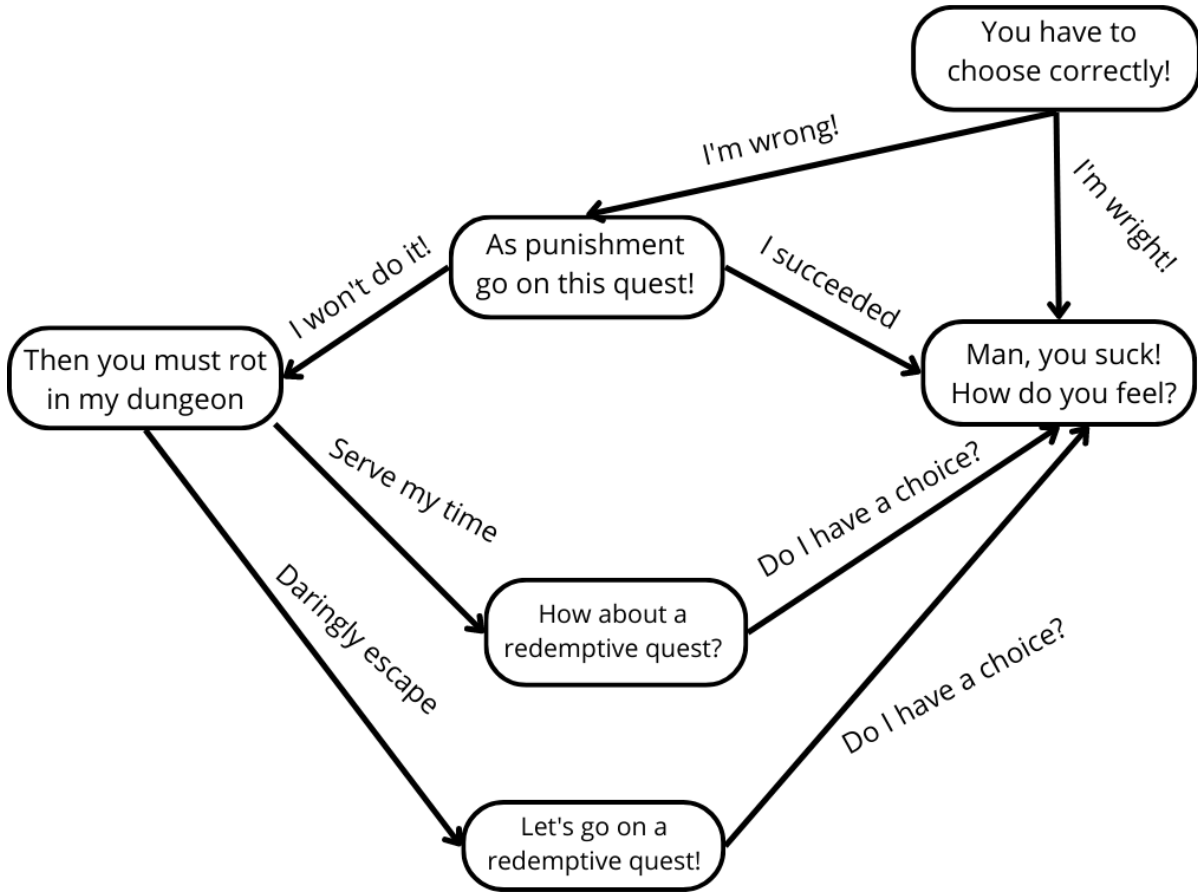 You have to
choose correctly!
I'm wrong!
I'm wright!
As punishment
go on this quest!
I won't do it!
I succeeded
Then you must rot
in my dungeon
Man, you suck!
How do you feel?
Serve my time
Do I have a choice?
Daringly escape
How about a
redemptive quest?
Do I have a choice?
Let's go on a
redemptive quest!